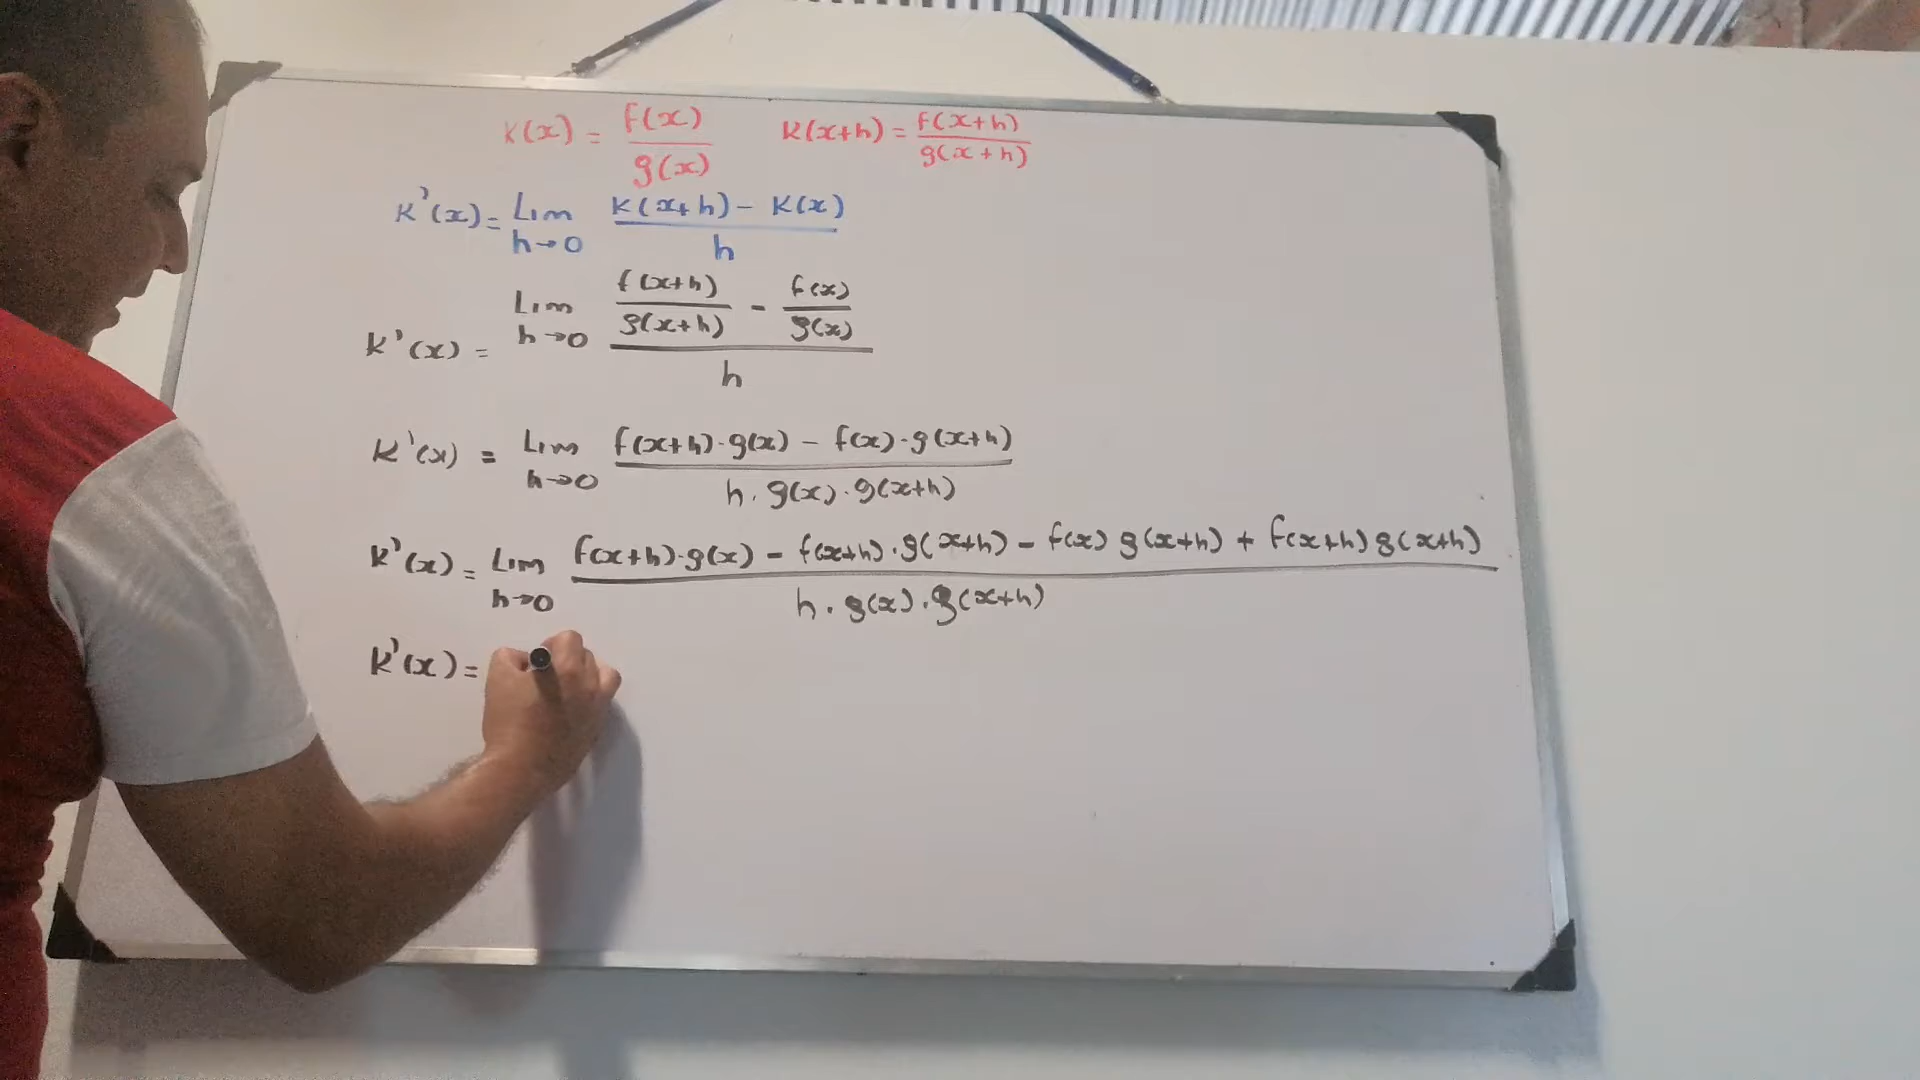 K(x) = f(x)/g(x) K(x+h) = f(x+h)/g(x+h)
K'(x) = Lim h→0 (K(x+h) - K(x))/h
K'(x) = Lim h→0 (f(x+h)/g(x+h) - f(x)/g(x))/h
K'(x) = Lim h→0 (f(x+h)·g(x) - f(x)·g(x+h))/(h·g(x)·g(x+h))
K'(x) = Lim h→0 (f(x+h)·g(x) - f(x+h)·g(x+h) - f(x) g(x+h) + f(x+h) g(x+h))/(h·g(x)·g(x+h))
K'(x) =